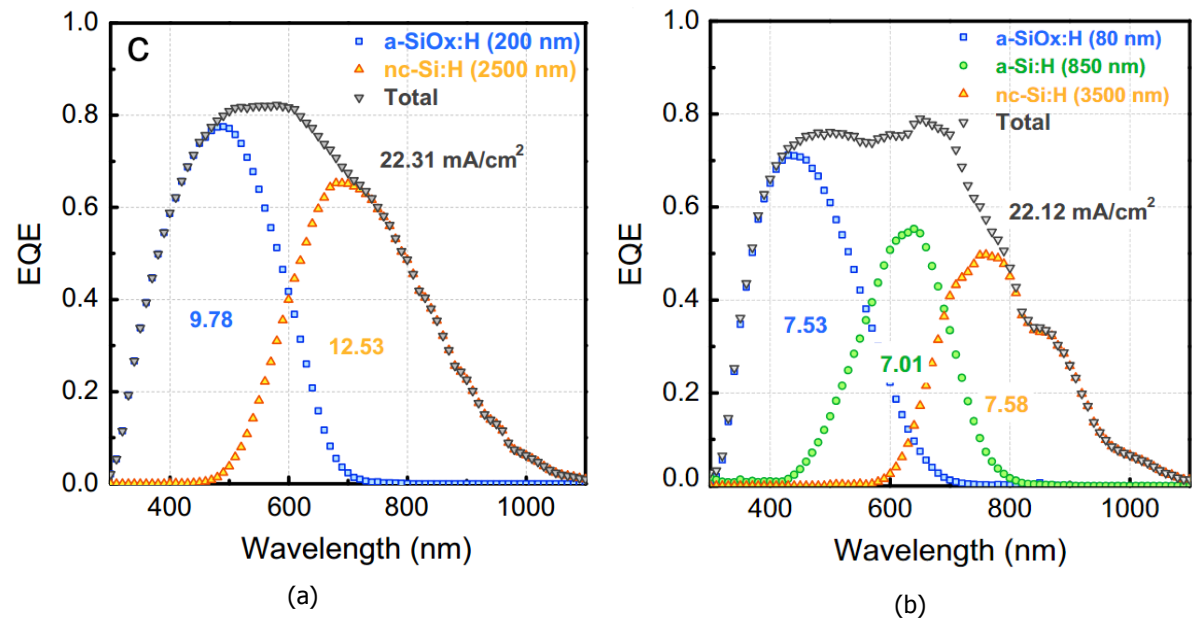 C
a-SiOx:H (200 nm)
nc-Si:H (2500 nm)
Total
22.31 mA/cm²
9.78
12.53
EQE
1.0
0.8
0.6
0.4
0.2
0.0
400 600 800 1000
Wavelength (nm)
(a)
a-SiOx:H (80 nm)
a-Si:H (850 nm)
nc-Si:H (3500 nm)
Total
22.12 mA/cm²
7.53
7.01
7.58
EQE
1.0
0.8
0.6
0.4
0.2
0.0
400 600 800 1000
Wavelength (nm)
(b)